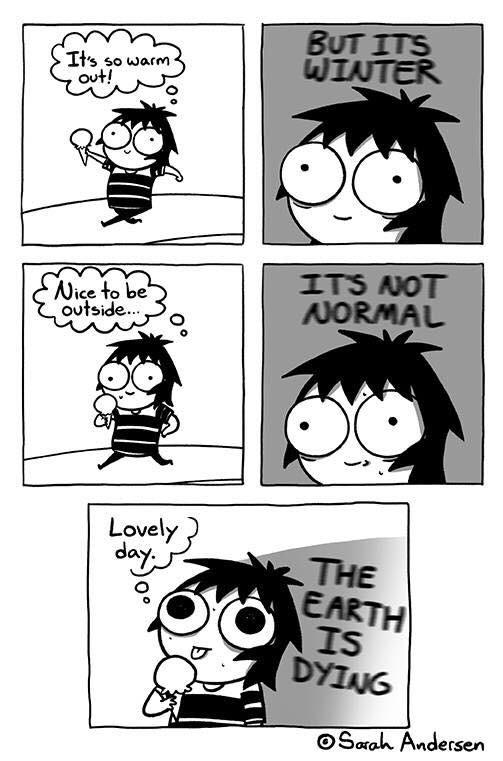 It's so warm
out!
BUT ITS
WINTER
Nice to be
outside...
IT'S NOT
NORMAL
Lovely
day.
THE
EARTH
IS
DYING
© Sarah Andersen